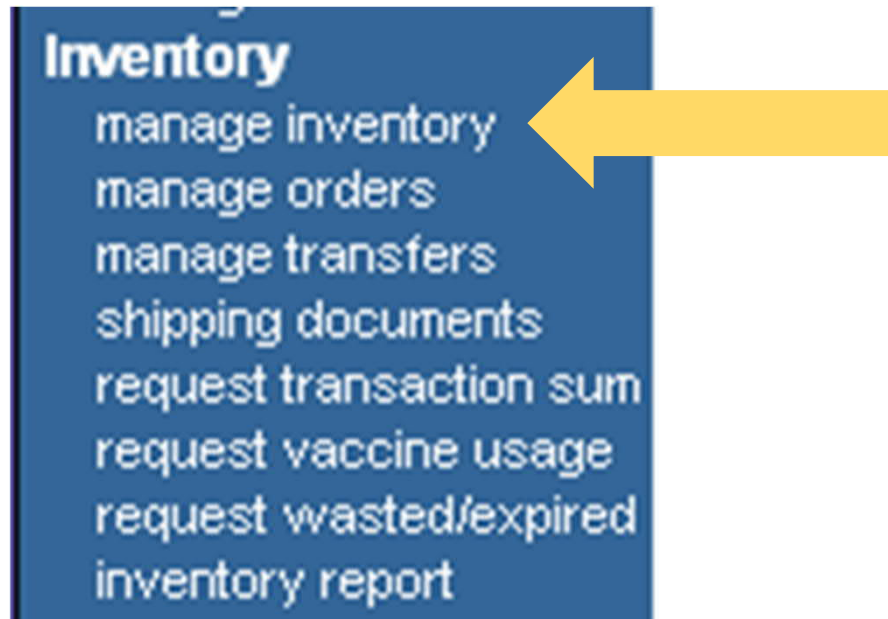 Inventory
manage inventory
manage orders
manage transfers
shipping documents
request transaction sum
request vaccine usage
request wasted/expired
inventory report